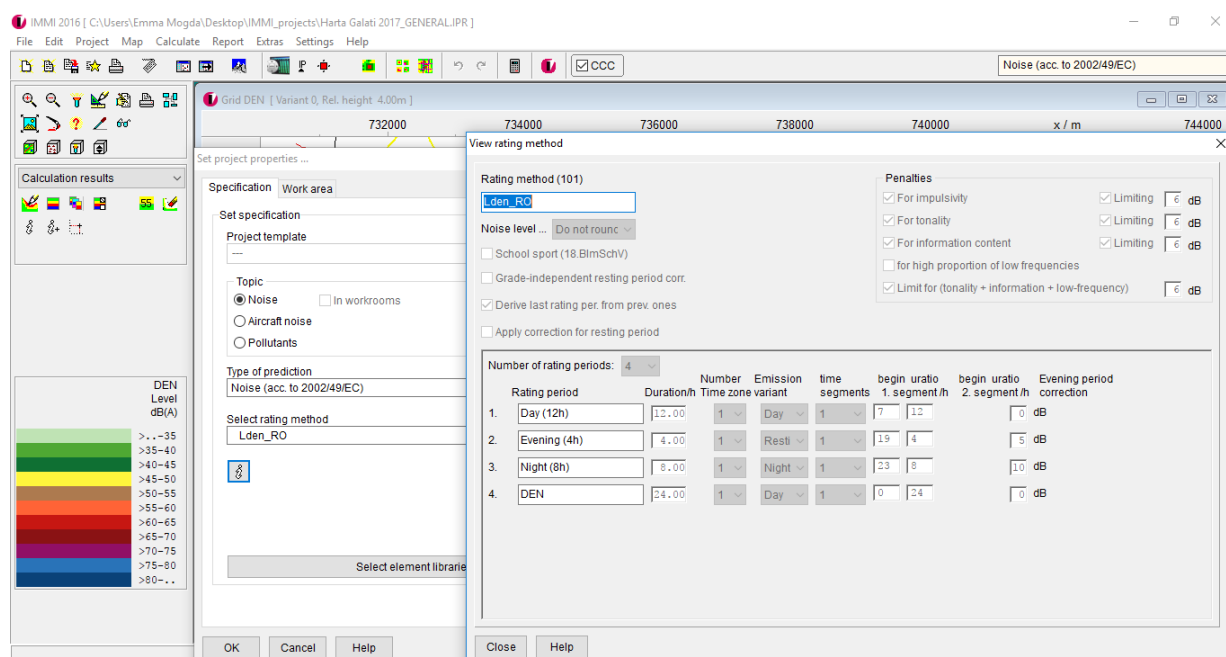 IMMI 2016 [ C:\Users\Emma Mogda\Desktop\IMMI_projects\Harta Galati 2017_GENERAL.IPR ]
File Edit Project Map Calculate Report Extras Settings Help
CCC
Noise (acc. to 2002/49/EC)
Grid DEN [ Variant 0, Rel. height 4.00m ]
732000 734000 736000 738000 740000 x / m 744000
Calculation results
55
DEN
Level
dB(A)
>..-35
>35-40
>40-45
>45-50
>50-55
>55-60
>60-65
>65-70
>70-75
>75-80
>80-..
Set project properties ...
Specification Work area
Set specification
Project template
---
Topic
Noise In workrooms
Aircraft noise
Pollutants
Type of prediction
Noise (acc. to 2002/49/EC)
Select rating method
Lden_RO
Select element librarie
OK Cancel Help
View rating method
Rating method (101)
Lden_RO
Noise level ... Do not rounc
School sport (18.BlmSchV)
Grade-independent resting period corr.
Derive last rating per. from prev. ones
Apply correction for resting period
Penalties
For impulsivity Limiting 6 dB
For tonality Limiting 6 dB
For information content Limiting 6 dB
for high proportion of low frequencies
Limit for (tonality + information + low-frequency) 6 dB
Number of rating periods: 4
Number Emission time begin uratio begin uratio Evening period
Rating period Duration/h Time zone variant segments 1. segment /h 2. segment /h correction
1. Day (12h) 12.00 1 Day 1 7 12 0 dB
2. Evening (4h) 4.00 1 Resti 1 19 4 5 dB
3. Night (8h) 8.00 1 Night 1 23 8 10 dB
4. DEN 24.00 1 Day 1 0 24 0 dB
Close Help